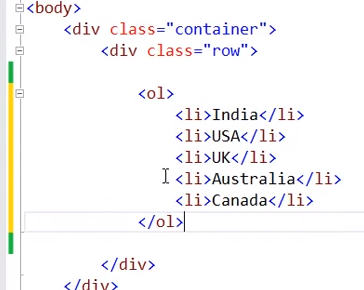 <body>
<div class="container">
<div class="row">
<ol>
<li>India</li>
<li>USA</li>
<li>UK</li>
<li>Australia</li>
<li>Canada</li>
</ol>
</div>
</div>